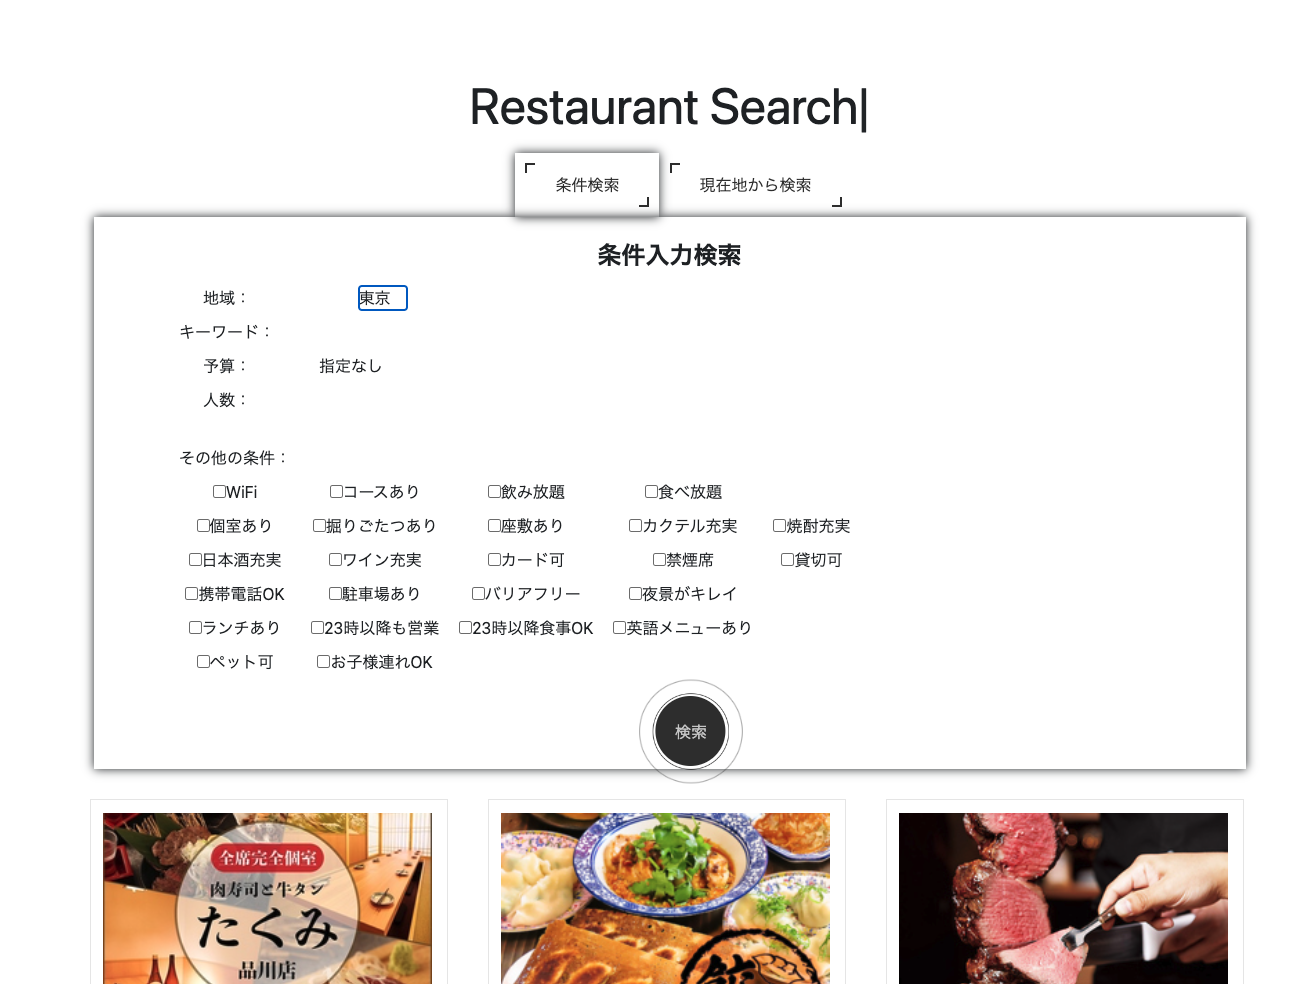 Restaurant Search
条件検索 現在地から検索
条件入力検索
地域： 東京
キーワード：
予算： 指定なし
人数：
その他の条件：
WiFi コースあり 飲み放題 食べ放題
個室あり 掘りごたつあり 座敷あり カクテル充実 焼酎充実
日本酒充実 ワイン充実 カード可 禁煙席 貸切可
携帯電話OK 駐車場あり バリアフリー 夜景がキレイ
ランチあり 23時以降も営業 23時以降食事OK 英語メニューあり
ペット可 お子様連れOK
検索
全席完全個室
肉寿司と牛タン
たくみ
品川店